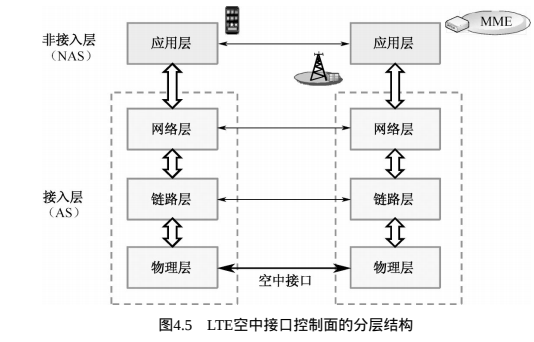 MME
非接入层
（NAS）
应用层
应用层
网络层
网络层
接入层
（AS）
链路层
链路层
物理层
物理层
空中接口
图4.5 LTE空中接口控制面的分层结构